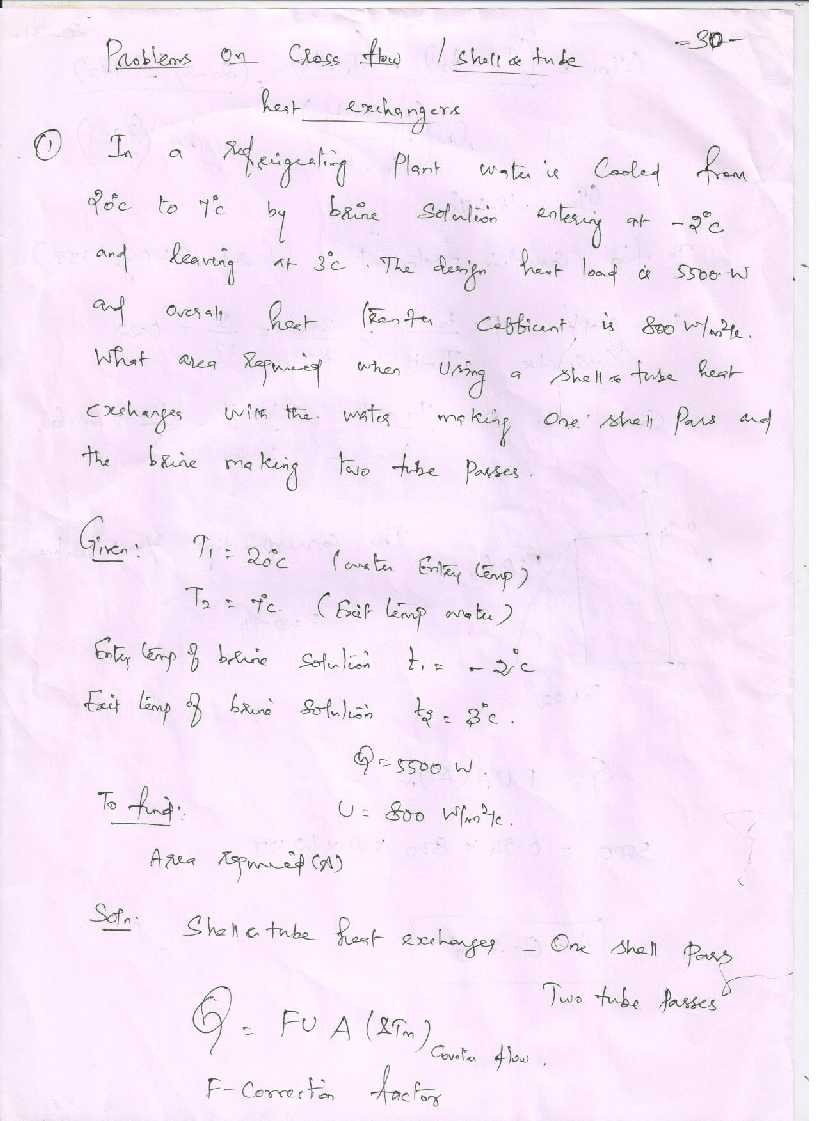 -30-
Problems on Cross flow / shell & tube
heat exchangers
① In a refrigerating plant water is cooled from
20°c to 7°c by brine solution entering at -2°c
and leaving at 3°c. The design heat load is 5500 W
and overall heat transfer cofficent is 800 W/m²k.
What area required when using a shell & tube heat
exchanger with the water making one shell pass and
the brine making two tube passes.
Given: T₁ = 20°c (water Entry temp)
T₂ = 7°c (Exit temp water)
Entry temp of brine solution t₁ = -2°c
Exit temp of brine solution t₂ = 3°c.
Q = 5500 W.
To find: U = 800 W/m²k.
Area required (A)
Soln: Shell & tube heat exchanger - One shell pass
Two tube passes
Q = FUA (ΔTm) Counter flow.
F - Correction factor